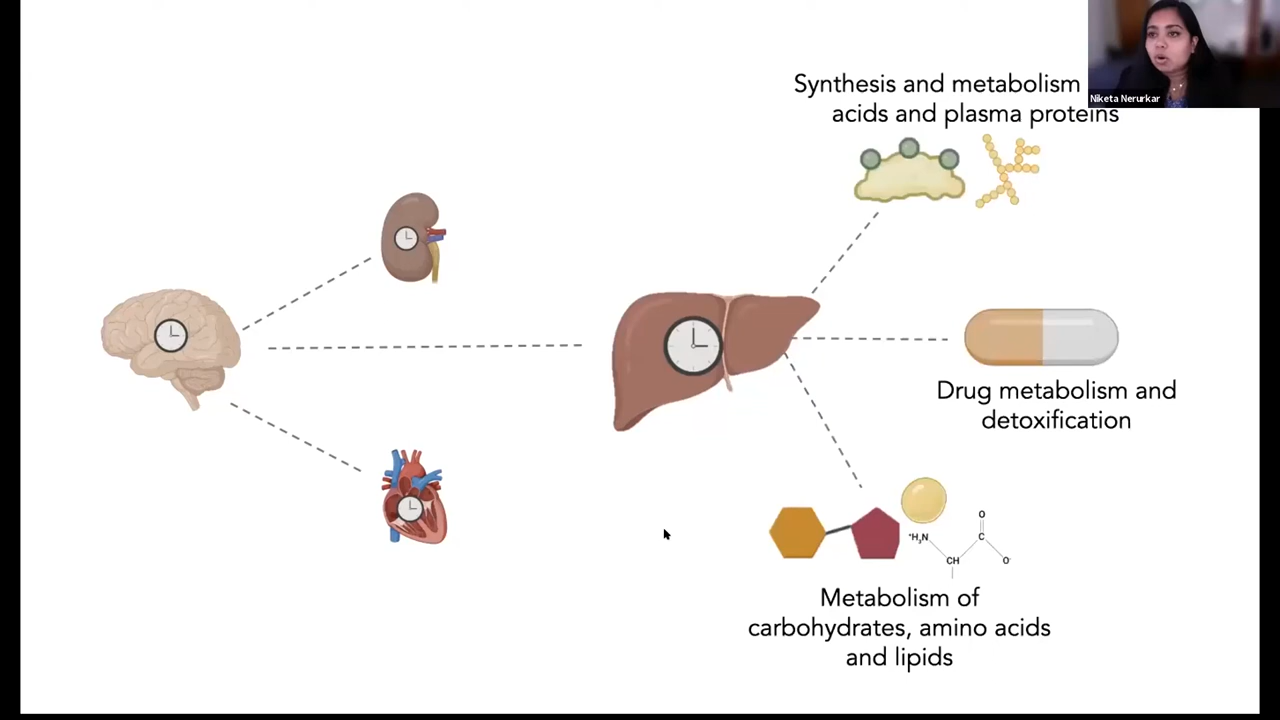 Niketa Nerurkar
Synthesis and metabolism
acids and plasma proteins
Drug metabolism and
detoxification
⁺H₃N
CH
C
O
O⁻
Metabolism of
carbohydrates, amino acids
and lipids